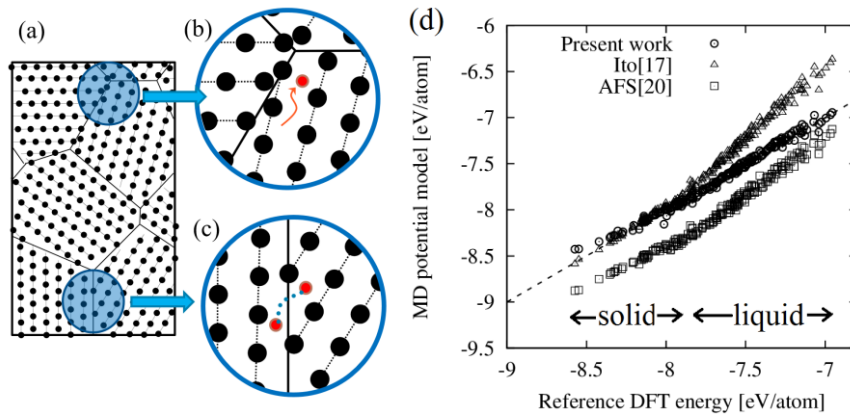 (a)
(b)
(c)
(d)
MD potential model [eV/atom]
-6
-6.5
-7
-7.5
-8
-8.5
-9
-9.5
Present work
Ito[17]
AFS[20]
solid
liquid
-9
-8.5
-8
-7.5
-7
Reference DFT energy [eV/atom]